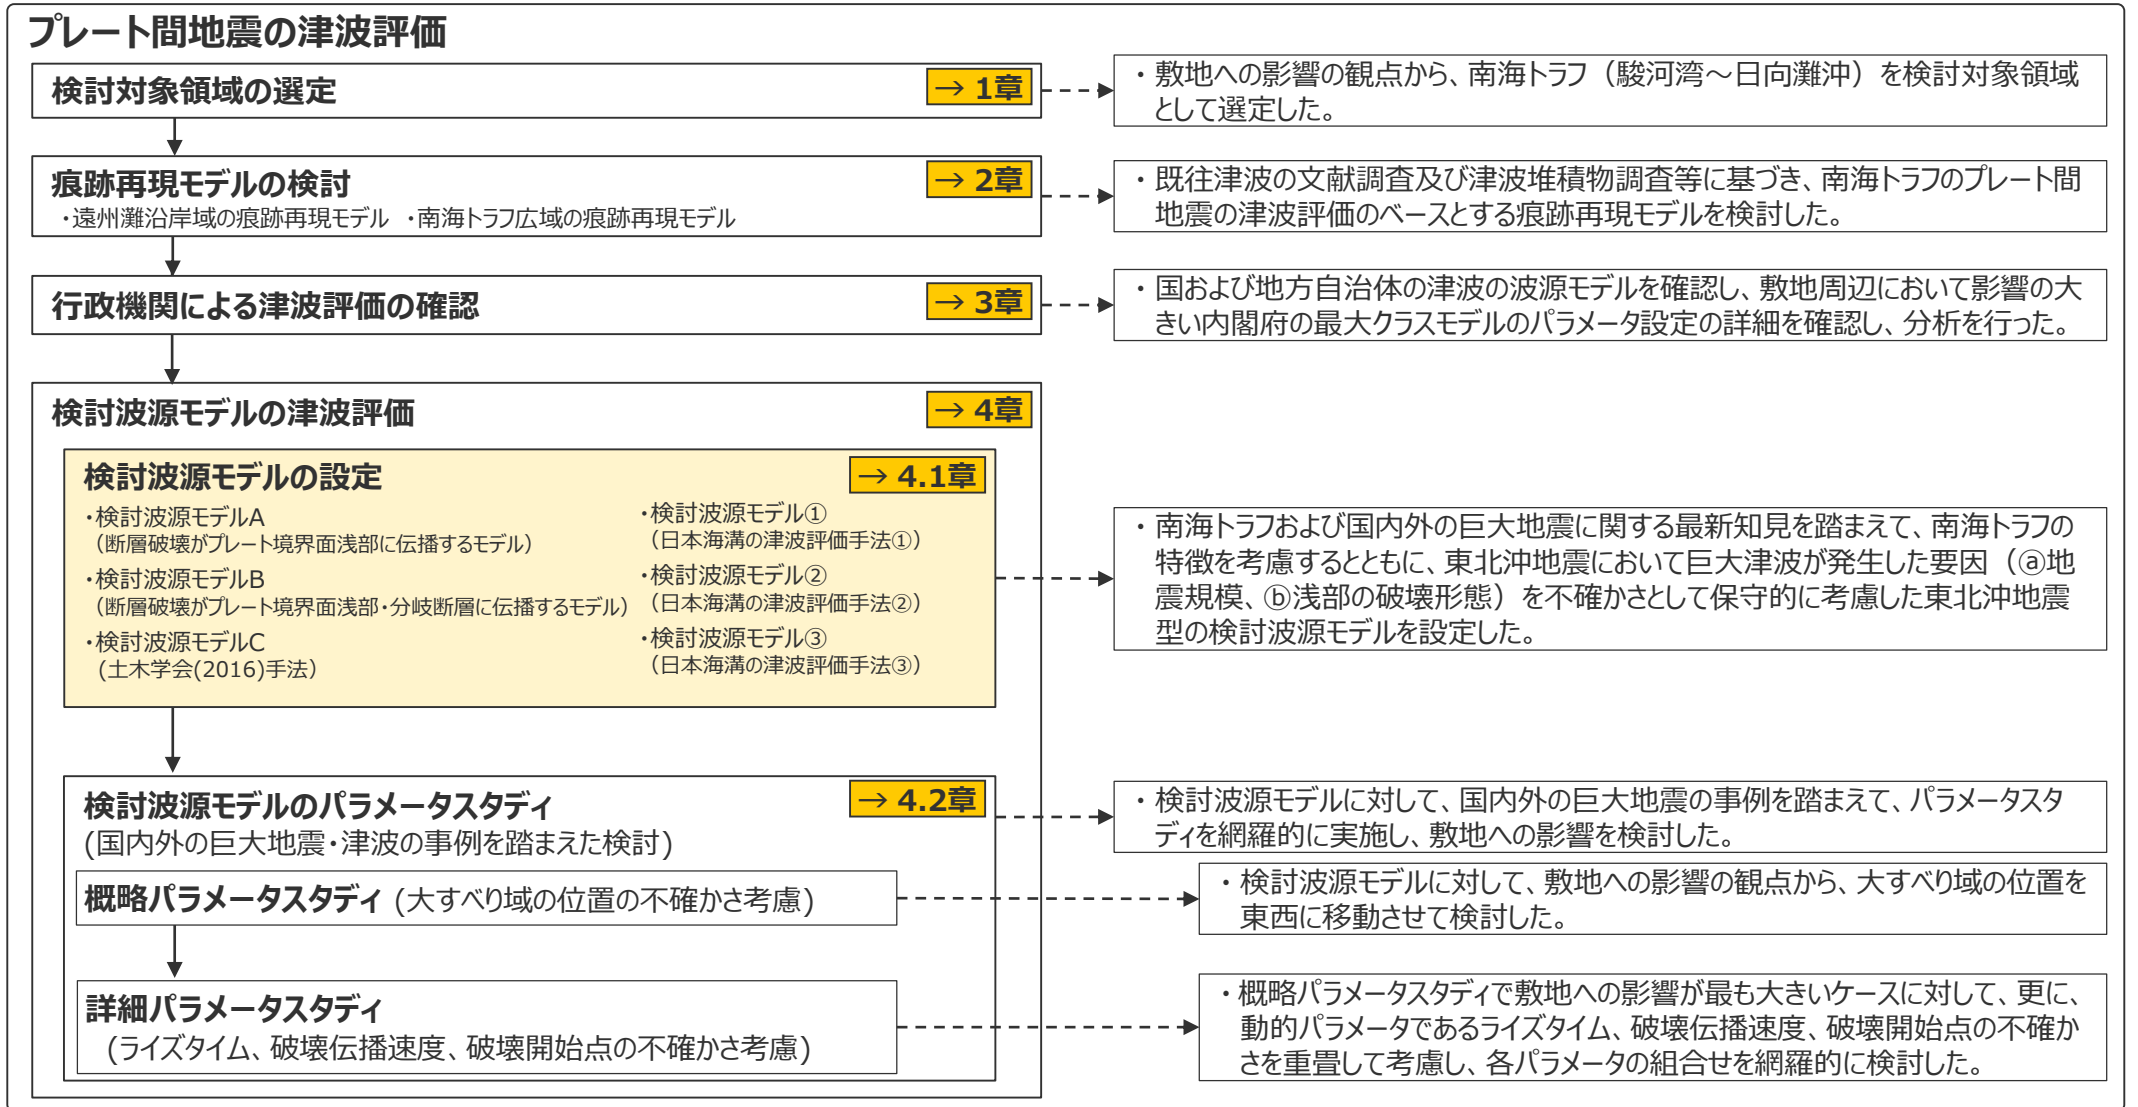 プレート間地震の津波評価
検討対象領域の選定
→ 1章
・敷地への影響の観点から、南海トラフ（駿河湾～日向灘沖）を検討対象領域
として選定した。
痕跡再現モデルの検討
→ 2章
・遠州灘沿岸域の痕跡再現モデル ・南海トラフ広域の痕跡再現モデル
・既往津波の文献調査及び津波堆積物調査等に基づき、南海トラフのプレート間
地震の津波評価のベースとする痕跡再現モデルを検討した。
行政機関による津波評価の確認
→ 3章
・国および地方自治体の津波の波源モデルを確認し、敷地周辺において影響の大
きい内閣府の最大クラスモデルのパラメータ設定の詳細を確認し、分析を行った。
検討波源モデルの津波評価
→ 4章
検討波源モデルの設定
→ 4.1章
・検討波源モデルA
（断層破壊がプレート境界面浅部に伝播するモデル）
・検討波源モデルB
（断層破壊がプレート境界面浅部・分岐断層に伝播するモデル）
・検討波源モデルC
(土木学会(2016)手法）
・検討波源モデル①
（日本海溝の津波評価手法①）
・検討波源モデル②
（日本海溝の津波評価手法②）
・検討波源モデル③
（日本海溝の津波評価手法③）
・南海トラフおよび国内外の巨大地震に関する最新知見を踏まえて、南海トラフの
特徴を考慮するとともに、東北沖地震において巨大津波が発生した要因（ⓐ地
震規模、ⓑ浅部の破壊形態）を不確かさとして保守的に考慮した東北沖地震
型の検討波源モデルを設定した。
検討波源モデルのパラメータスタディ
→ 4.2章
(国内外の巨大地震・津波の事例を踏まえた検討)
・検討波源モデルに対して、国内外の巨大地震の事例を踏まえて、パラメータスタ
ディを網羅的に実施し、敷地への影響を検討した。
概略パラメータスタディ (大すべり域の位置の不確かさ考慮)
・検討波源モデルに対して、敷地への影響の観点から、大すべり域の位置を
東西に移動させて検討した。
詳細パラメータスタディ
(ライズタイム、破壊伝播速度、破壊開始点の不確かさ考慮)
・概略パラメータスタディで敷地への影響が最も大きいケースに対して、更に、
動的パラメータであるライズタイム、破壊伝播速度、破壊開始点の不確か
さを重畳して考慮し、各パラメータの組合せを網羅的に検討した。